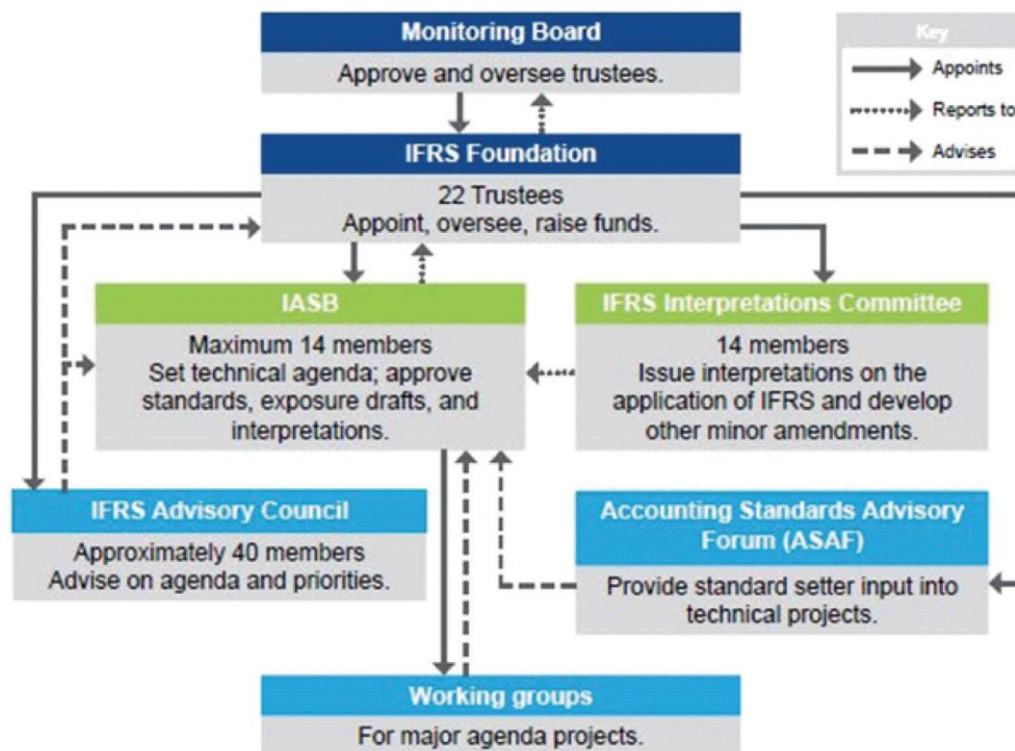 Monitoring Board
Approve and oversee trustees.
Key
Appoints
Reports to
Advises
IFRS Foundation
22 Trustees
Appoint, oversee, raise funds.
IASB
Maximum 14 members
Set technical agenda; approve
standards, exposure drafts, and
interpretations.
IFRS Interpretations Committee
14 members
Issue interpretations on the
application of IFRS and develop
other minor amendments.
IFRS Advisory Council
Approximately 40 members
Advise on agenda and priorities.
Accounting Standards Advisory
Forum (ASAF)
Provide standard setter input into
technical projects.
Working groups
For major agenda projects.